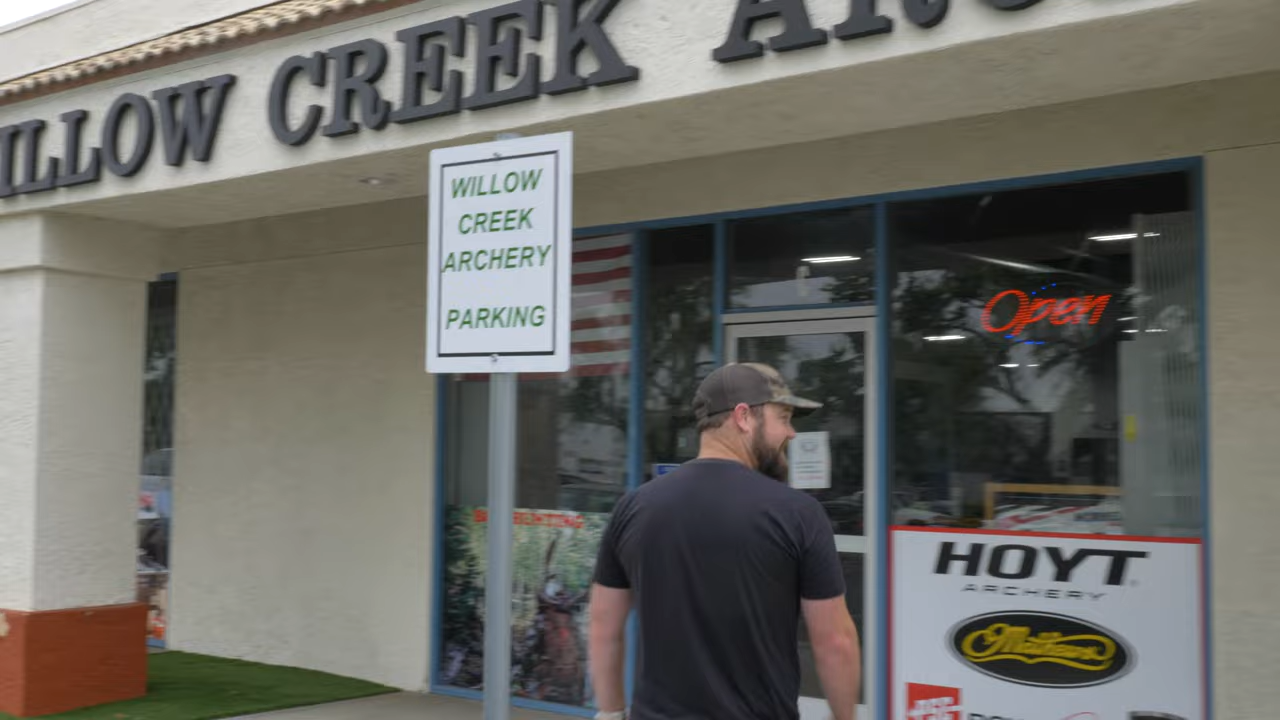 ILLOW CREEK
WILLOW
CREEK
ARCHERY
PARKING
Open
HOYT
ARCHERY
Mathews